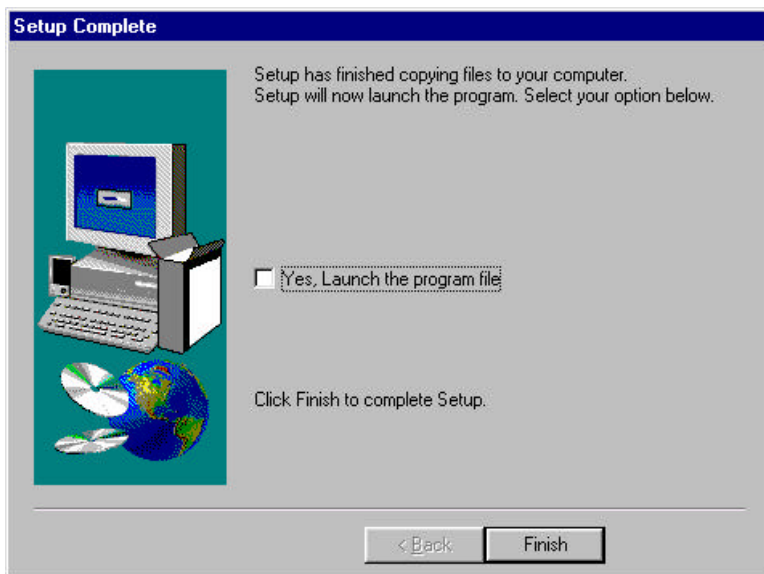 Setup Complete
Setup has finished copying files to your computer.
Setup will now launch the program. Select your option below.
Yes, Launch the program file
Click Finish to complete Setup.
< Back
Finish